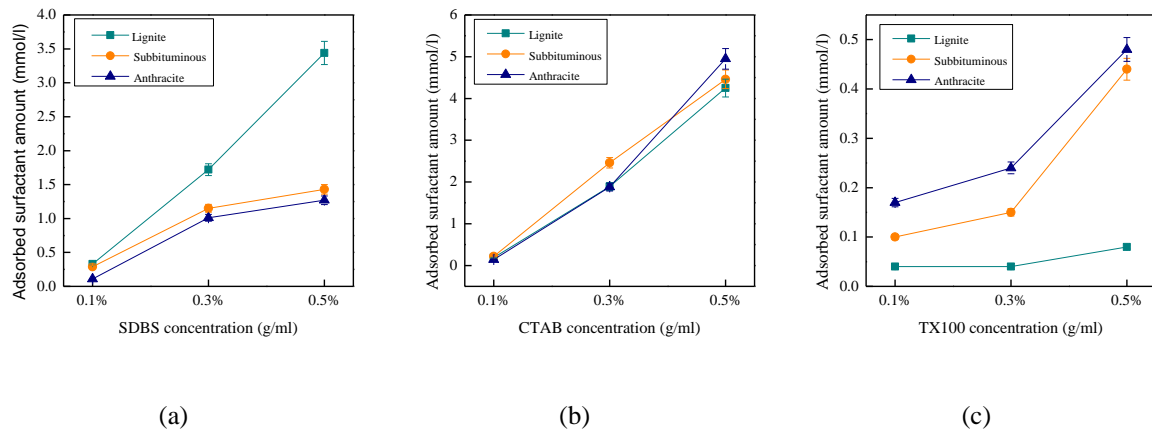 4.0
3.5
3.0
2.5
2.0
1.5
1.0
0.5
0.0
Adsorbed surfactant amount (mmol/l)
Lignite
Subbituminous
Anthracite
0.1% 0.3% 0.5%
SDBS concentration (g/ml)
(a)
6
5
4
3
2
1
0
Adsorbed surfactant amount (mmol/l)
Lignite
Subbituminous
Anthracite
0.1% 0.3% 0.5%
CTAB concentration (g/ml)
(b)
0.5
0.4
0.3
0.2
0.1
0.0
Adsorbed surfactant amount (mmol/l)
Lignite
Subbituminous
Anthracite
0.1% 0.3% 0.5%
TX100 concentration (g/ml)
(c)